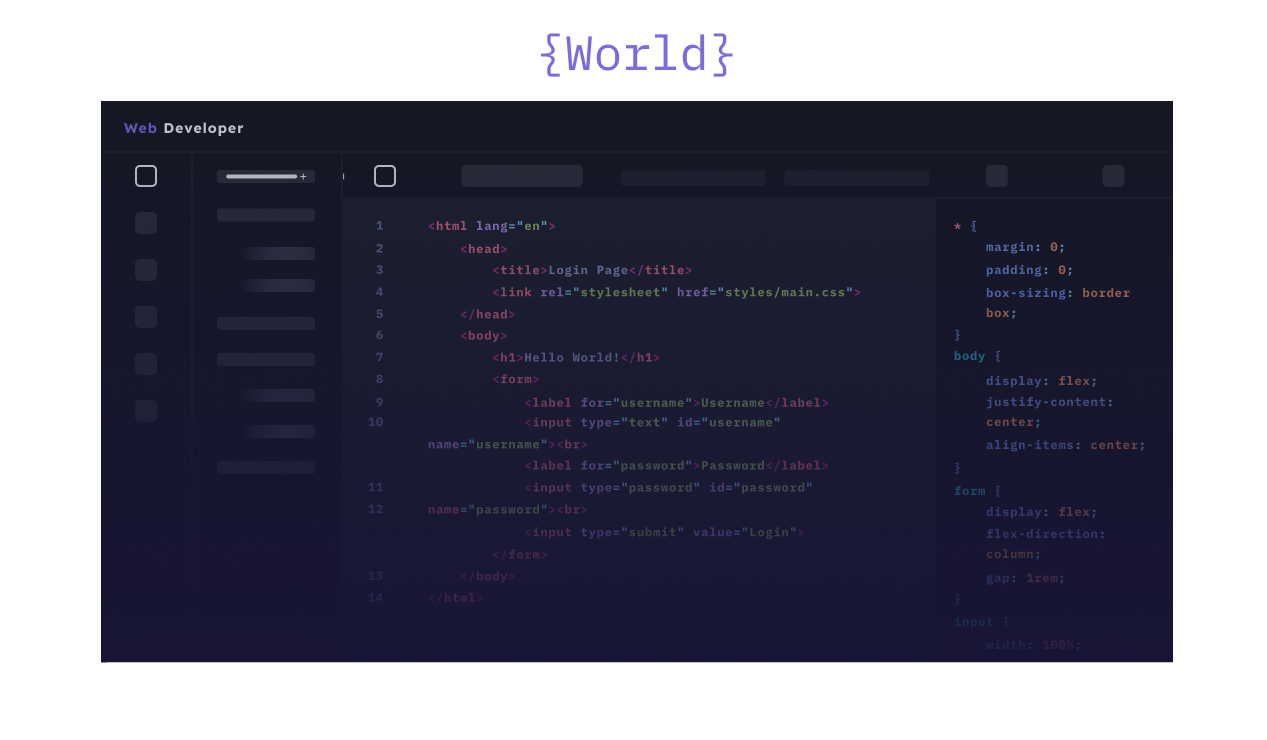 {World}
Web Developer
+
1 <html lang="en">
2 <head>
3 <title>Login Page</title>
4 <link rel="stylesheet" href="styles/main.css">
5 </head>
6 <body>
7 <h1>Hello World!</h1>
8 <form>
9 <label for="username">Username</label>
10 <input type="text" id="username"
name="username"><br>
<label for="password">Password</label>
11 <input type="password" id="password"
12 name="password"><br>
<input type="submit" value="Login">
</form>
13 </body>
14 </html>
* {
margin: 0;
padding: 0;
box-sizing: border
box;
}
body {
display: flex;
justify-content:
center;
align-items: center;
}
form {
display: flex;
flex-direction:
column;
gap: 1rem;
}
input {
width: 100%;